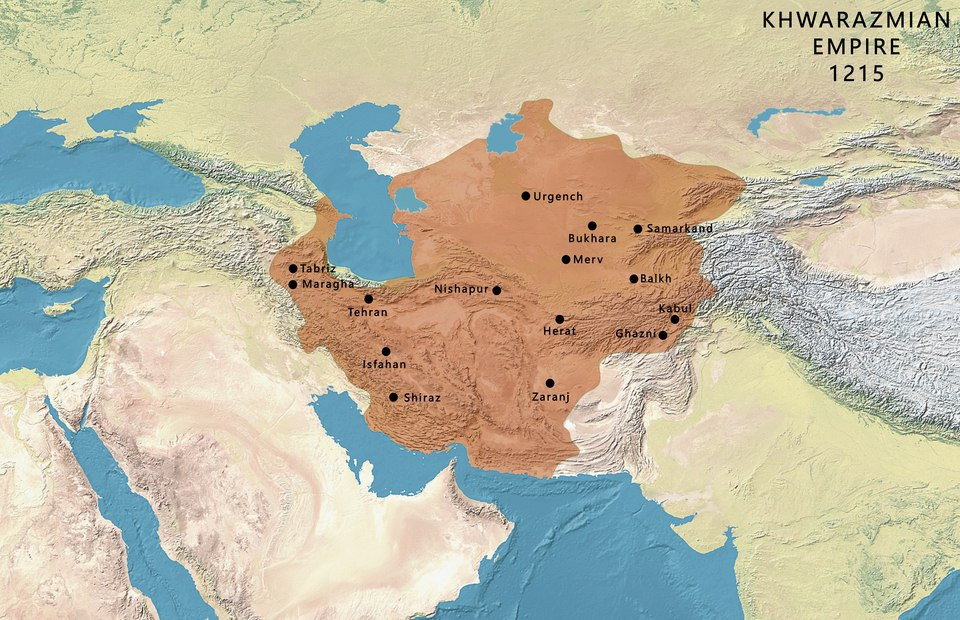 KHWARAZMIAN
EMPIRE
1215
Urgench
Bukhara
Samarkand
Merv
Tabriz
Maragha
Balkh
Nishapur
Tehran
Kabul
Herat
Ghazni
Isfahan
Zaranj
Shiraz